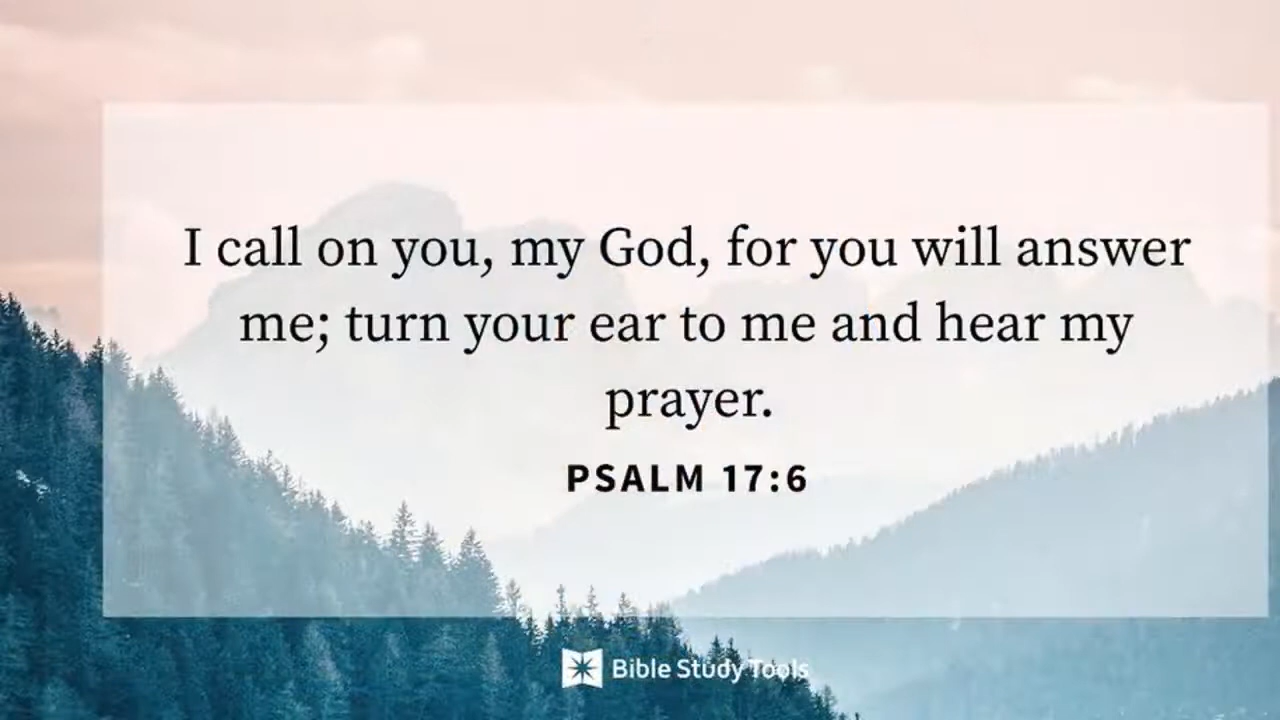 I call on you, my God, for you will answer
me; turn your ear to me and hear my
prayer.
PSALM 17:6
Bible Study Tools